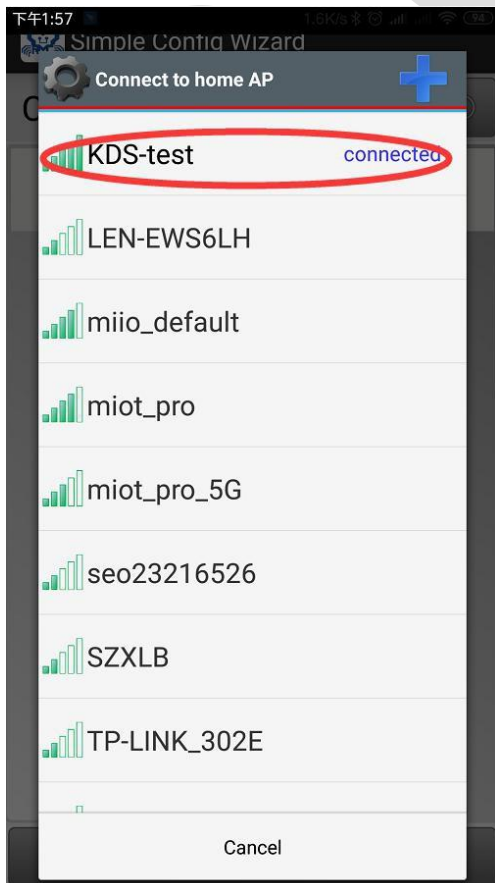 下午1:57 1.6K/s 94
Simple Config Wizard
Connect to home AP
KDS-test connected
LEN-EWS6LH
miio_default
miot_pro
miot_pro_5G
seo23216526
SZXLB
TP-LINK_302E
Cancel